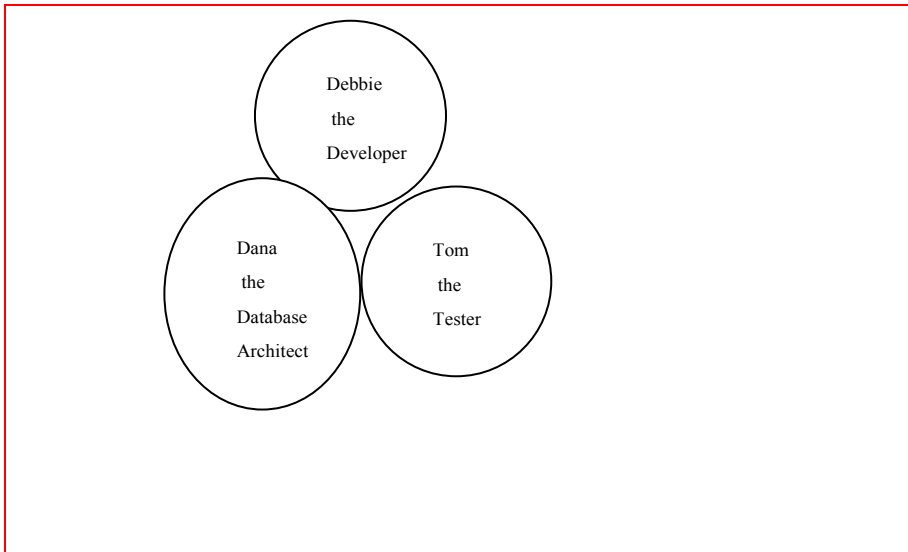 Debbie
the
Developer
Dana
the
Database
Architect
Tom
the
Tester